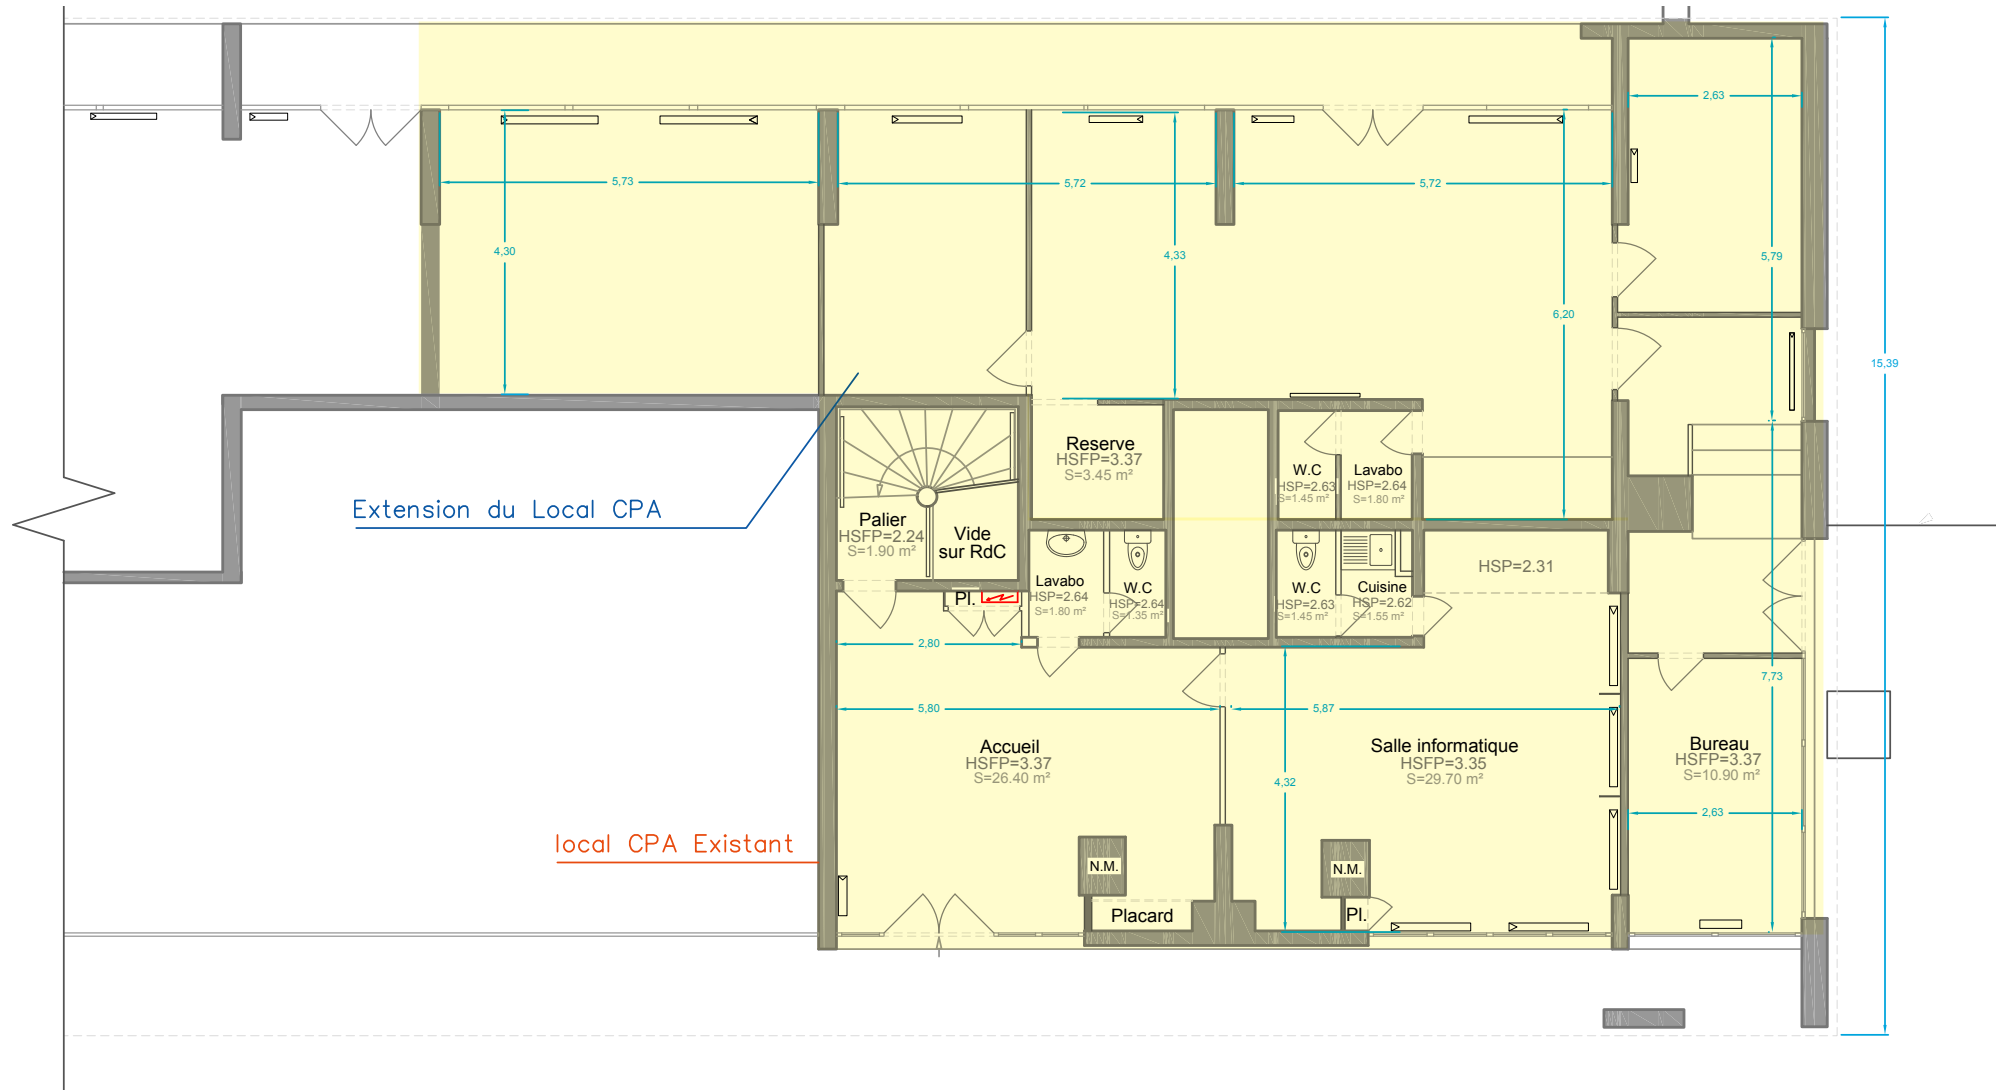 2,63
5,73
5,72
5,72
4,30
4,33
5,79
6,20
15,39
Reserve
HSFP=3.37
S=3.45 m²
W.C
HSP=2.63
S=1.45 m²
Lavabo
HSP=2.64
S=1.80 m²
Extension du Local CPA
Palier
HSFP=2.24
S=1.90 m²
Vide
sur RdC
Lavabo
HSP=2.64
S=1.80 m²
W.C
HSP=2.64
S=1.35 m²
W.C
HSP=2.63
S=1.45 m²
Cuisine
HSP=2.62
S=1.55 m²
HSP=2.31
Pl.
2,80
7,73
5,80
5,87
Accueil
HSFP=3.37
S=26.40 m²
Salle informatique
HSFP=3.35
S=29.70 m²
Bureau
HSFP=3.37
S=10.90 m²
4,32
2,63
local CPA Existant
N.M.
N.M.
Placard
Pl.